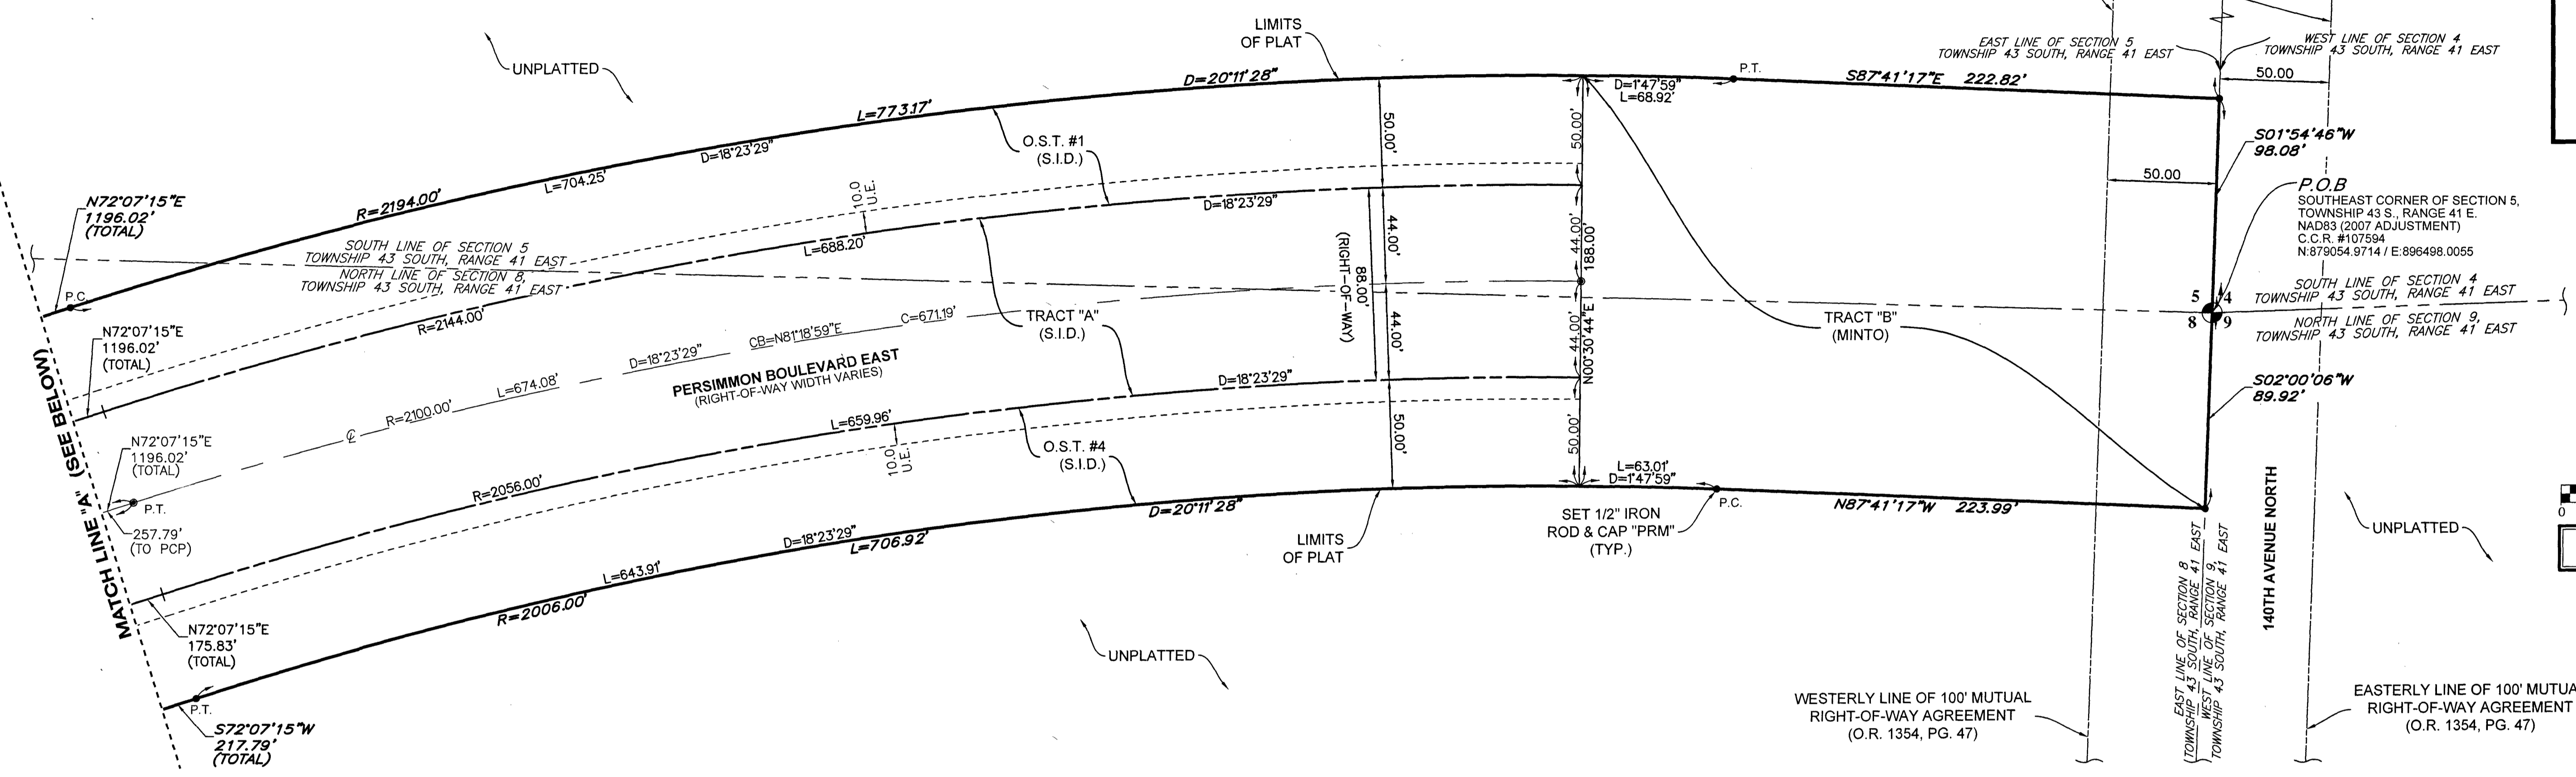 LIMITS
OF PLAT
UNPLATTED
D=20°11'28"
L=773.17'
R=2194.00'
D=18°23'29"
L=704.25'
O.S.T. #1
(S.I.D.)
10.0
U.E.
L=688.20'
D=18°23'29"
R=2144.00'
N72°07'15"E
1196.02'
(TOTAL)
P.C.
SOUTH LINE OF SECTION 5
TOWNSHIP 43 SOUTH, RANGE 41 EAST
NORTH LINE OF SECTION 8,
TOWNSHIP 43 SOUTH, RANGE 41 EAST
N72°07'15"E
1196.02'
(TOTAL)
MATCH LINE "A" (SEE BELOW)
N72°07'15"E
1196.02'
(TOTAL)
P.T.
257.79'
(TO PCP)
R=2100.00'
L=674.08'
D=18°23'29"
CB=N81°18'59"E
C=671.19'
PERSIMMON BOULEVARD EAST
(RIGHT-OF-WAY WIDTH VARIES)
TRACT "A"
(S.I.D.)
R=2056.00'
L=659.96'
D=18°23'29"
10.0
U.E.
O.S.T. #4
(S.I.D.)
N72°07'15"E
175.83'
(TOTAL)
P.T.
S72°07'15"W
217.79'
(TOTAL)
R=2006.00'
L=643.91'
D=18°23'29"
L=706.92'
D=20°11'28"
LIMITS
OF PLAT
UNPLATTED
50.00'
44.00'
88.00'
(RIGHT-OF-WAY)
44.00'
50.00'
50.00'
44.00'
188.00'
44.00'
N00°30'44"E
50.00'
D=1°47'59"
L=68.92'
P.T.
S87°41'17"E 222.82'
L=63.01'
D=1°47'59"
P.C.
N87°41'17"W 223.99'
SET 1/2" IRON
ROD & CAP "PRM"
(TYP.)
TRACT "B"
(MINTO)
EAST LINE OF SECTION 5
TOWNSHIP 43 SOUTH, RANGE 41 EAST
WEST LINE OF SECTION 4
TOWNSHIP 43 SOUTH, RANGE 41 EAST
50.00
S01°54'46"W
98.08'
50.00
P.O.B
SOUTHEAST CORNER OF SECTION 5,
TOWNSHIP 43 S., RANGE 41 E.
NAD83 (2007 ADJUSTMENT)
C.C.R. #107594
N:879054.9714 / E:896498.0055
SOUTH LINE OF SECTION 4
TOWNSHIP 43 SOUTH, RANGE 41 EAST
5 4
8 9
NORTH LINE OF SECTION 9,
TOWNSHIP 43 SOUTH, RANGE 41 EAST
S02°00'06"W
89.92'
140TH AVENUE NORTH
UNPLATTED
0
EAST LINE OF SECTION 8
TOWNSHIP 43 SOUTH, RANGE 41 EAST
WEST LINE OF SECTION 9,
TOWNSHIP 43 SOUTH, RANGE 41 EAST
WESTERLY LINE OF 100' MUTUAL
RIGHT-OF-WAY AGREEMENT
(O.R. 1354, PG. 47)
EASTERLY LINE OF 100' MUTUA
RIGHT-OF-WAY AGREEMENT
(O.R. 1354, PG. 47)